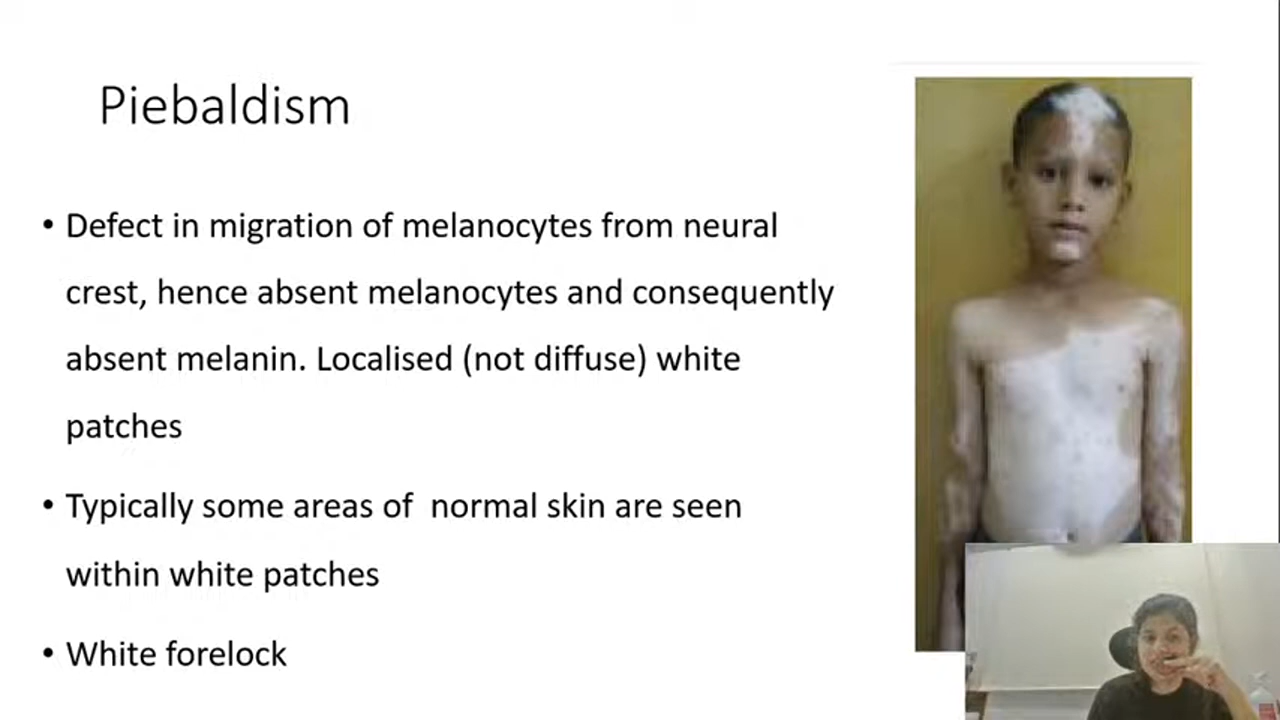 Piebaldism
• Defect in migration of melanocytes from neural
crest, hence absent melanocytes and consequently
absent melanin. Localised (not diffuse) white
patches
• Typically some areas of  normal skin are seen
within white patches
• White forelock